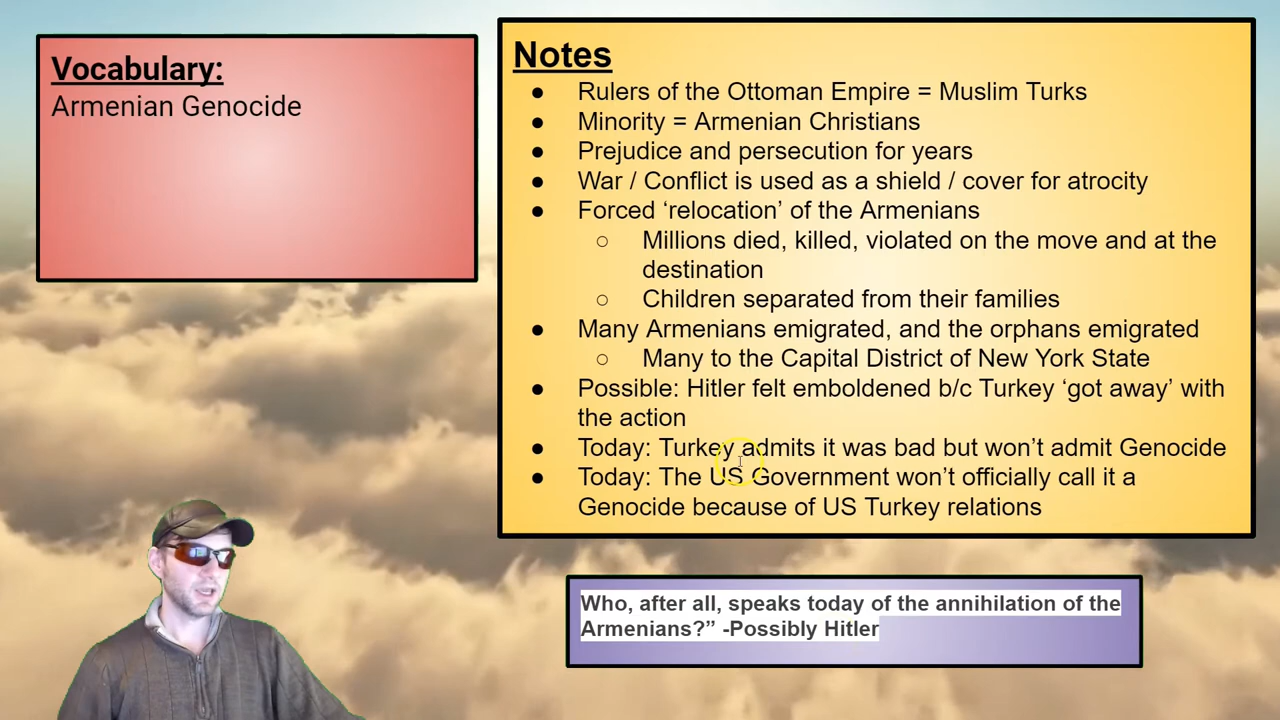 Vocabulary:
Armenian Genocide
Notes
● Rulers of the Ottoman Empire = Muslim Turks
● Minority = Armenian Christians
● Prejudice and persecution for years
● War / Conflict is used as a shield / cover for atrocity
● Forced ‘relocation’ of the Armenians
○ Millions died, killed, violated on the move and at the
destination
○ Children separated from their families
● Many Armenians emigrated, and the orphans emigrated
○ Many to the Capital District of New York State
● Possible: Hitler felt emboldened b/c Turkey ‘got away’ with
the action
● Today: Turkey admits it was bad but won’t admit Genocide
● Today: The US Government won’t officially call it a
Genocide because of US Turkey relations
Who, after all, speaks today of the annihilation of the
Armenians?” -Possibly Hitler